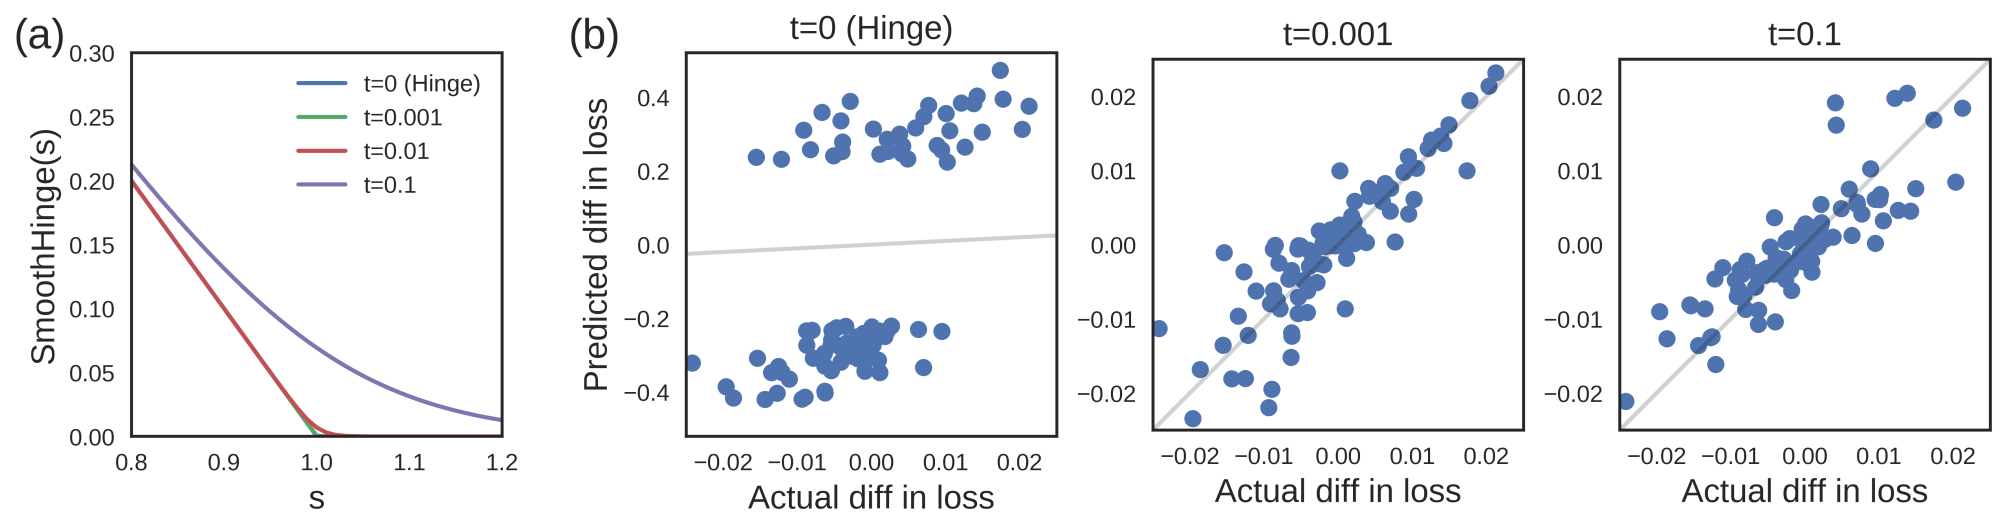 (a)
0.30
0.25
0.20
0.15
0.10
0.05
0.00
SmoothHinge(s)
0.8 0.9 1.0 1.1 1.2
s
t=0 (Hinge)
t=0.001
t=0.01
t=0.1
(b)
t=0 (Hinge)
0.4
0.2
0.0
−0.2
−0.4
Predicted diff in loss
−0.02 −0.01 0.00 0.01 0.02
Actual diff in loss
t=0.001
0.02
0.01
0.00
−0.01
−0.02
−0.02 −0.01 0.00 0.01 0.02
Actual diff in loss
t=0.1
0.02
0.01
0.00
−0.01
−0.02
−0.02 −0.01 0.00 0.01 0.02
Actual diff in loss